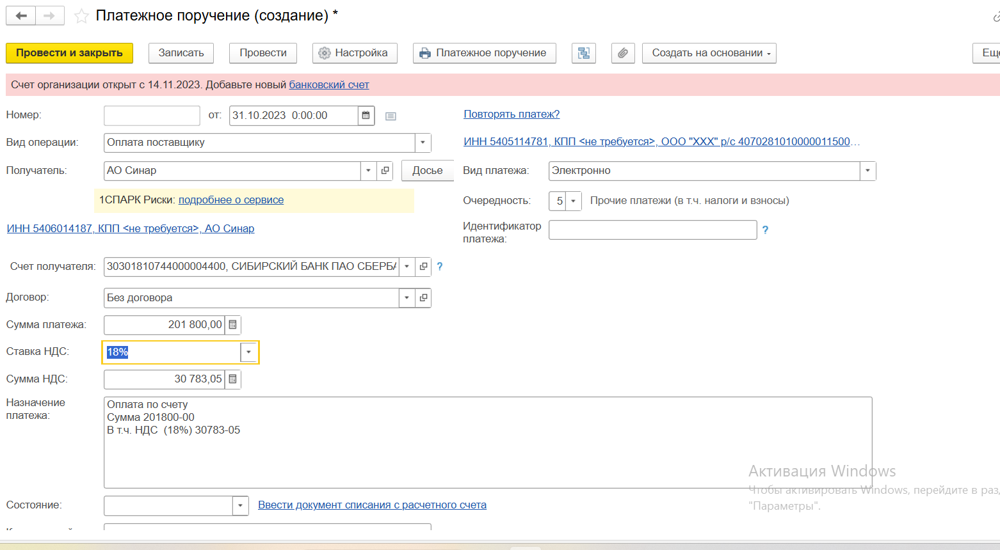 Платежное поручение (создание) *
Провести и закрыть Записать Провести Настройка Платежное поручение Создать на основании
Счет организации открыт с 14.11.2023. Добавьте новый банковский счет
Номер: от: 31.10.2023 0:00:00 Повторять платеж?
Вид операции: Оплата поставщику ИНН 5405114781, КПП <не требуется>, ООО "XXX" р/с 4070281010000011500...
Получатель: АО Синар Досье Вид платежа: Электронно
1СПАРК Риски: подробнее о сервисе
Очередность: 5 Прочие платежи (в т.ч. налоги и взносы)
ИНН 5406014187, КПП <не требуется>, АО Синар
Идентификатор
платежа: ?
Счет получателя: 30301810744000004400, СИБИРСКИЙ БАНК ПАО СБЕРБА ?
Договор: Без договора
Сумма платежа: 201 800,00
Ставка НДС: 18%
Сумма НДС: 30 783,05
Назначение
платежа:
Оплата по счету
Сумма 201800-00
В т.ч. НДС (18%) 30783-05
Активация Windows
Чтобы активировать Windows, перейдите в раз
"Параметры".
Состояние: Ввести документ списания с расчетного счета